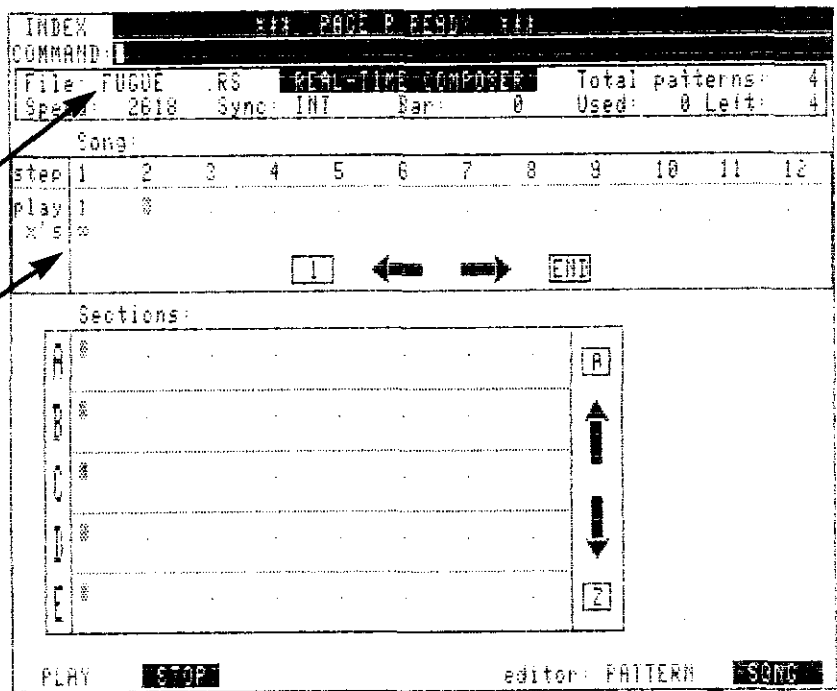 INDEX *** PAGE R READY ***
COMMAND:
File: FUGUE .RS REAL-TIME COMPOSER Total patterns: 4
Speed: 2618 Sync: INT Bar: 0 Used: 0 Left: 4
Song:
step 1 2 3 4 5 6 7 8 9 10 11 12
play 1
x's ∞
1 END
Sections:
A A
B
C
D
E Z
PLAY STOP editor: PATTERN SONG